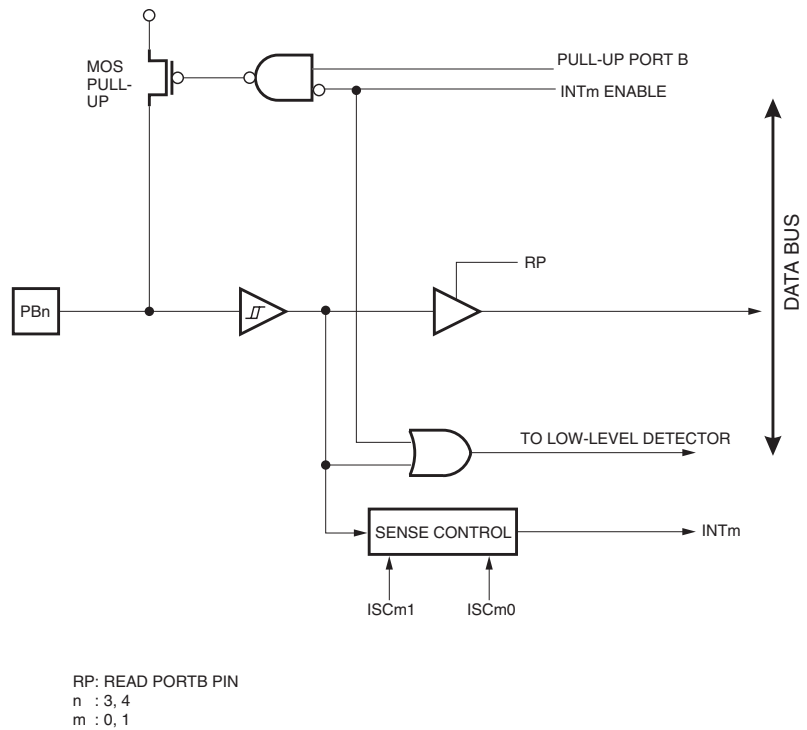 MOS
PULL-
UP
PULL-UP PORT B
INTm ENABLE
RP
DATA BUS
PBn
TO LOW-LEVEL DETECTOR
SENSE CONTROL
INTm
ISCm1
ISCm0
RP: READ PORTB PIN
n : 3, 4
m : 0, 1